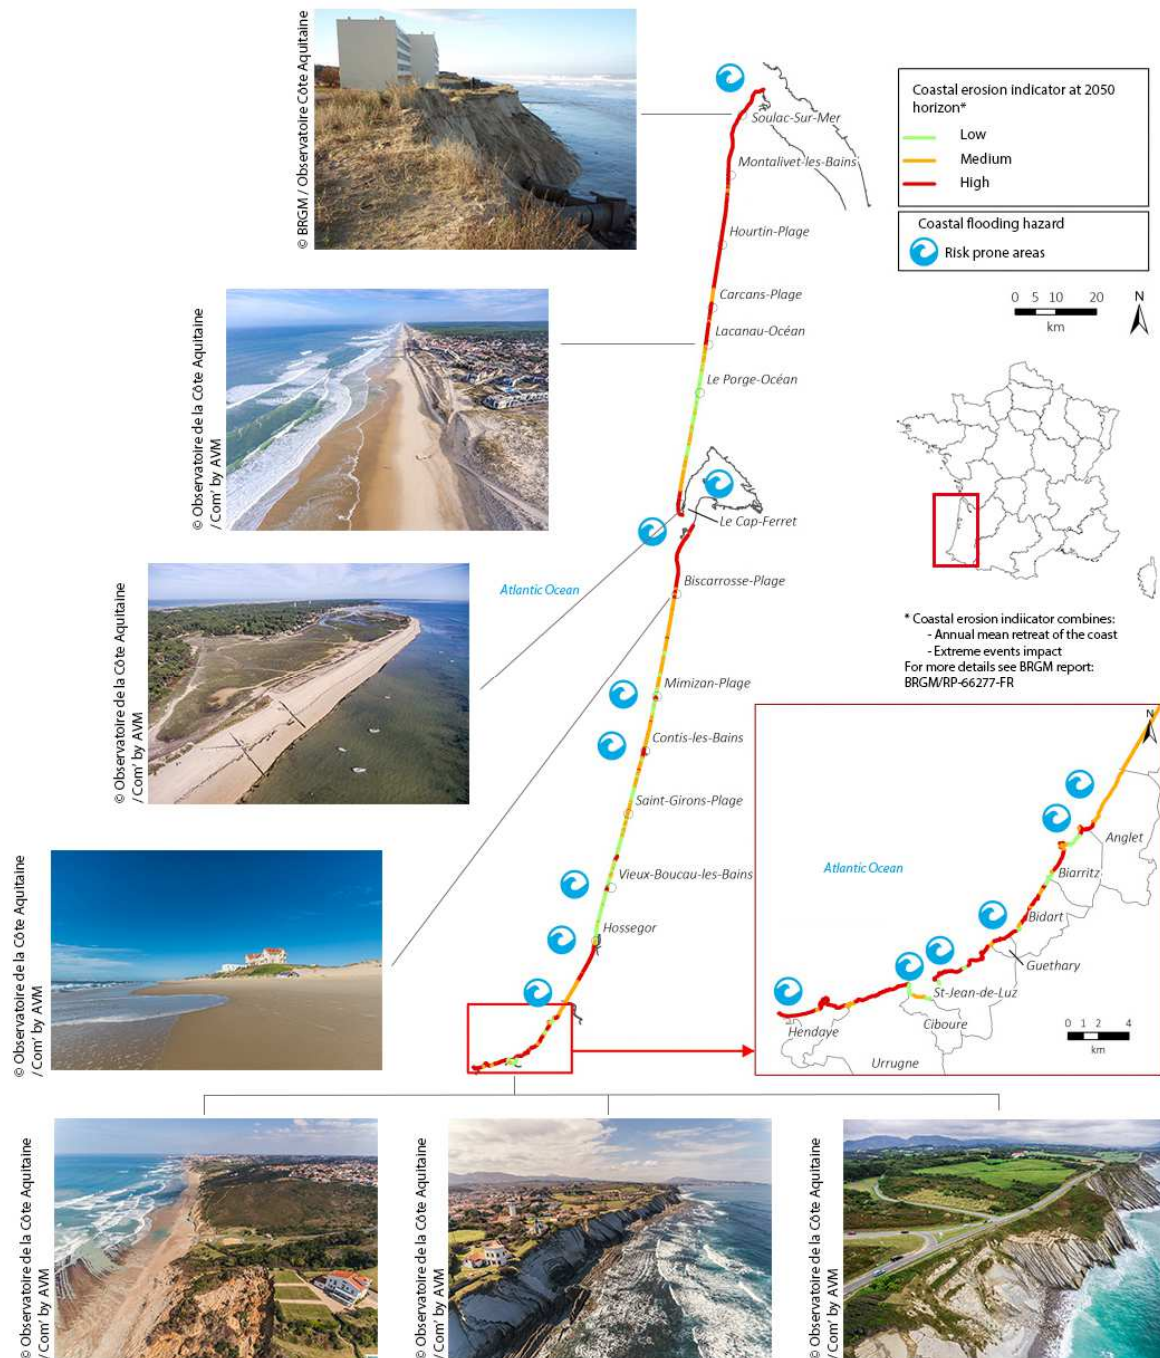 © BRGM / Observatoire Côte Aquitaine
Soulac-Sur-Mer
Montalivet-les-Bains
Hourtin-Plage
Carcans-Plage
Lacanau-Océan
Le Porge-Océan
Le Cap-Ferret
Biscarrosse-Plage
Mimizan-Plage
Contis-les-Bains
Saint-Girons-Plage
Vieux-Boucau-les-Bains
Hossegor
Atlantic Ocean
Coastal erosion indicator at 2050
horizon*
Low
Medium
High
Coastal flooding hazard
Risk prone areas
0 5 10 20
km
N
© Observatoire de la Côte Aquitaine
/ Com' by AVM
© Observatoire de la Côte Aquitaine
/ Com' by AVM
© Observatoire de la Côte Aquitaine
/ Com' by AVM
* Coastal erosion indiicator combines:
- Annual mean retreat of the coast
- Extreme events impact
For more details see BRGM report:
BRGM/RP-66277-FR
N
Atlantic Ocean
Anglet
Biarritz
Bidart
Guethary
St-Jean-de-Luz
Ciboure
Hendaye
Urrugne
0 1 2 4
km
© Observatoire de la Côte Aquitaine
/ Com' by AVM
© Observatoire de la Côte Aquitaine
/ Com' by AVM
© Observatoire de la Côte Aquitaine
/ Com' by AVM